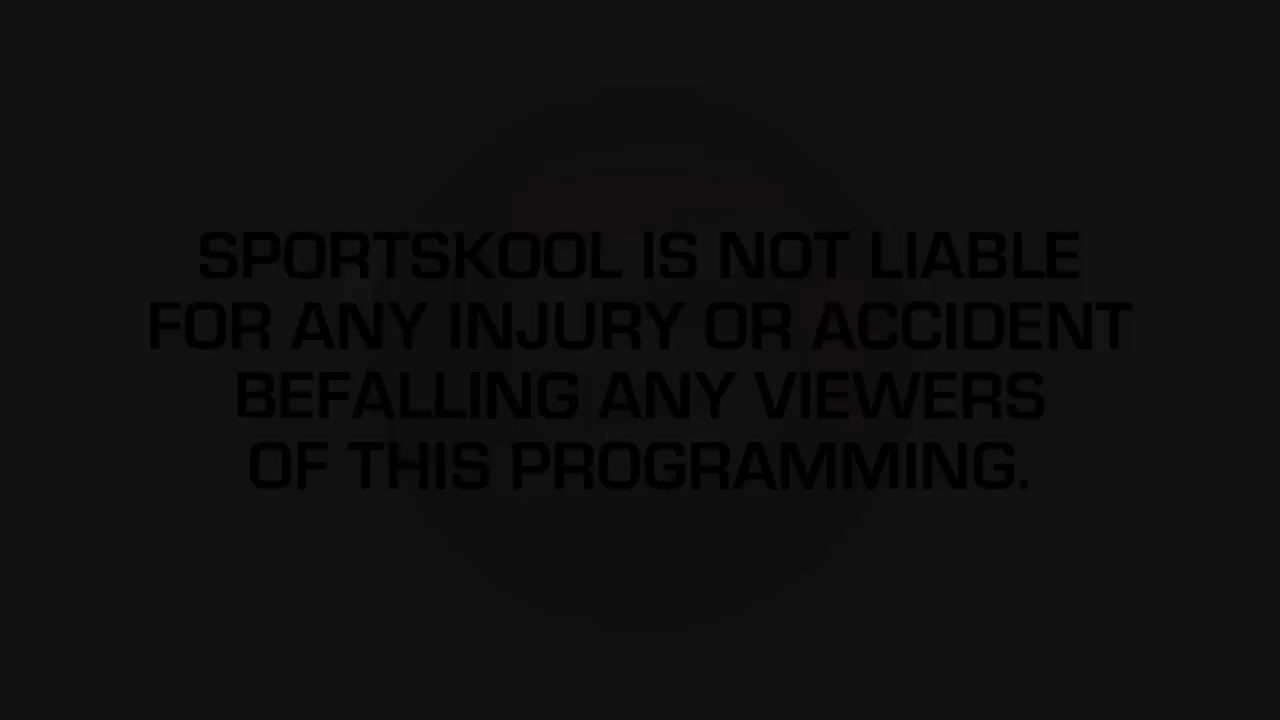 SPORTSKOOL IS NOT LIABLE
FOR ANY INJURY OR ACCIDENT
BEFALLING ANY VIEWERS
OF THIS PROGRAMMING.